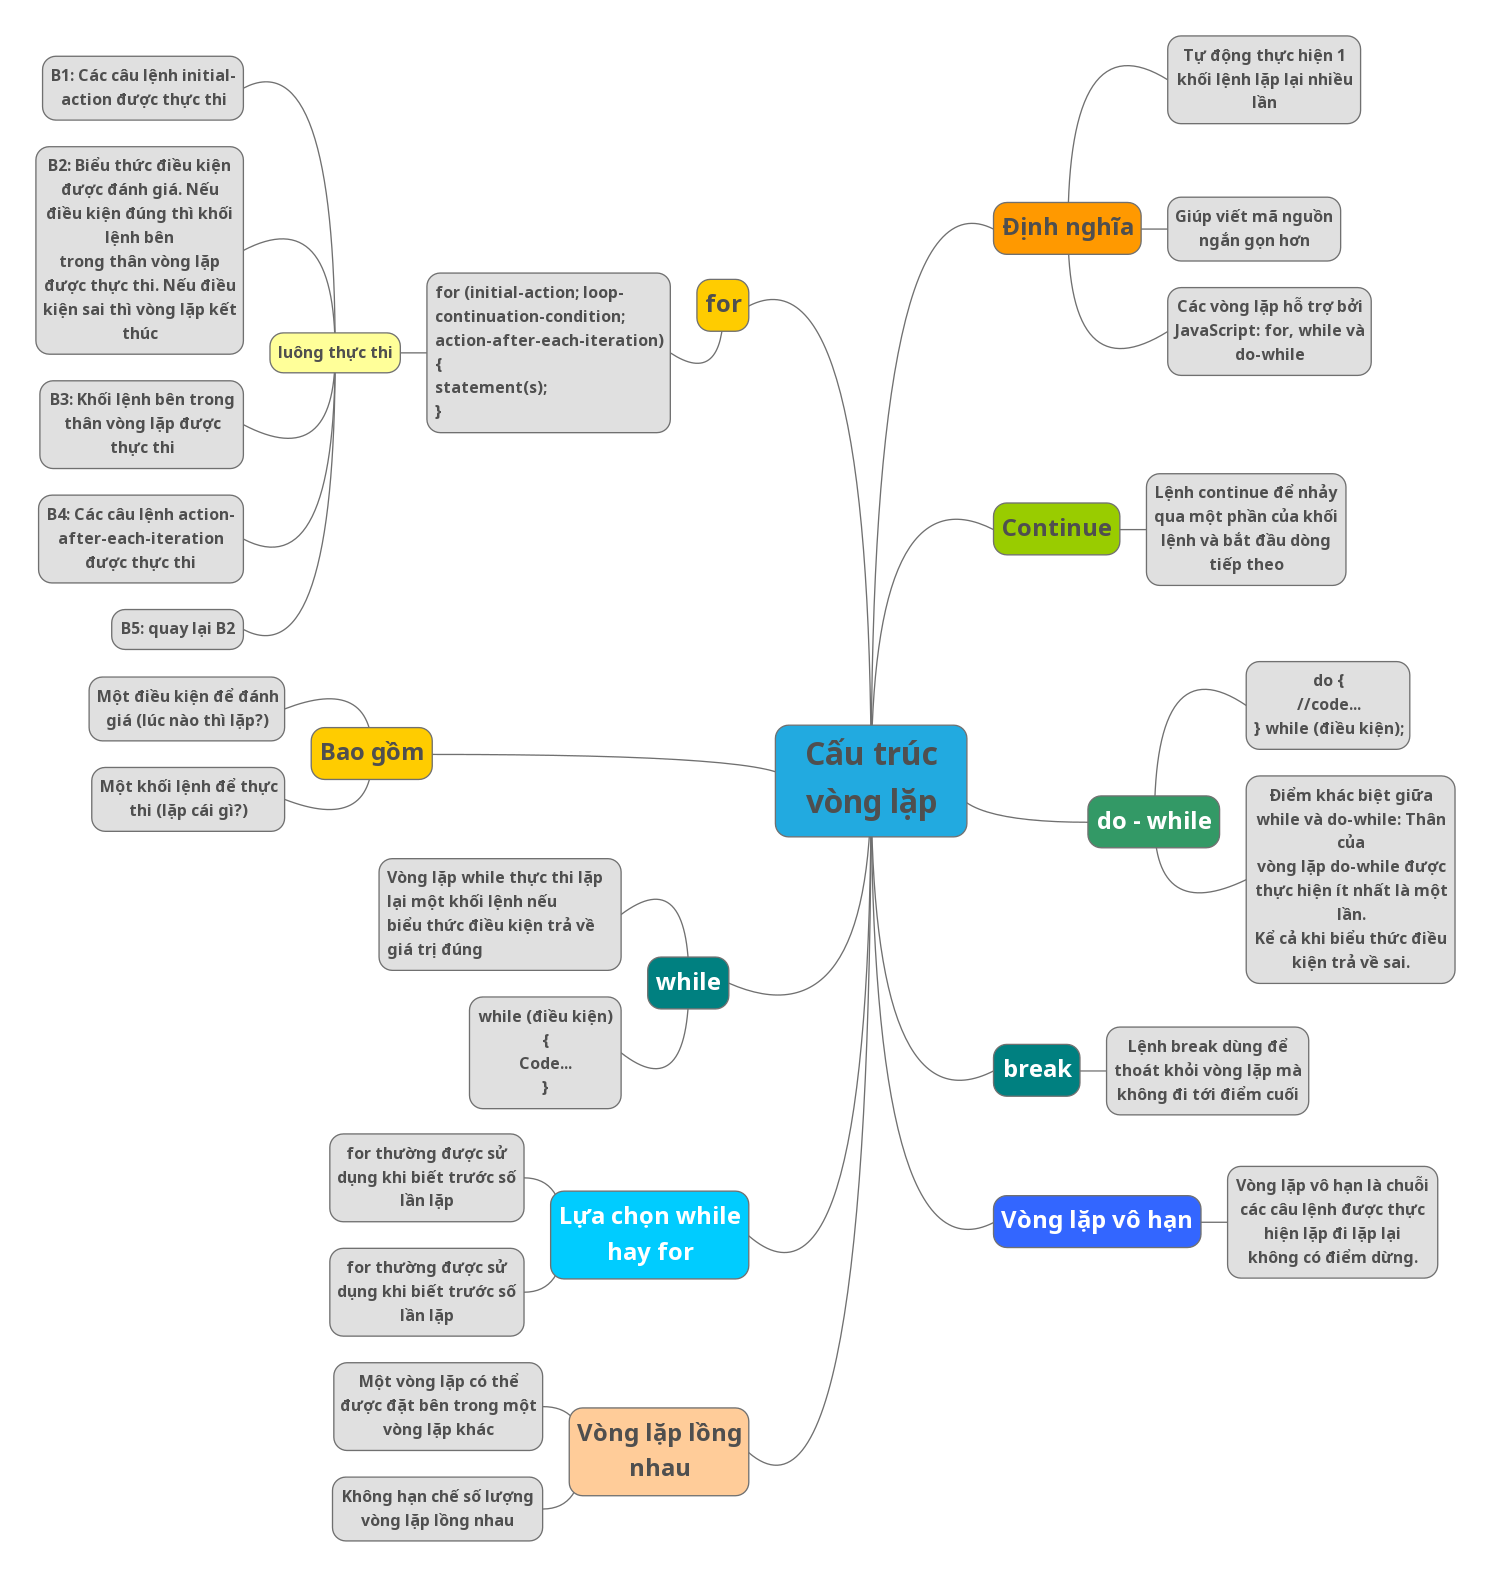 Cấu trúc
vòng lặp
Định nghĩa
Tự động thực hiện 1
khối lệnh lặp lại nhiều
lần
Giúp viết mã nguồn
ngắn gọn hơn
Các vòng lặp hỗ trợ bởi
JavaScript: for, while và
do-while
Continue
Lệnh continue để nhảy
qua một phần của khối
lệnh và bắt đầu dòng
tiếp theo
do - while
do {
//code...
} while (điều kiện);
Điểm khác biệt giữa
while và do-while: Thân
của
vòng lặp do-while được
thực hiện ít nhất là một
lần.
Kể cả khi biểu thức điều
kiện trả về sai.
break
Lệnh break dùng để
thoát khỏi vòng lặp mà
không đi tới điểm cuối
Vòng lặp vô hạn
Vòng lặp vô hạn là chuỗi
các câu lệnh được thực
hiện lặp đi lặp lại
không có điểm dừng.
for
for (initial-action; loop-
continuation-condition;
action-after-each-iteration)
{
statement(s);
}
luông thực thi
B1: Các câu lệnh initial-
action được thực thi
B2: Biểu thức điều kiện
được đánh giá. Nếu
điều kiện đúng thì khối
lệnh bên
trong thân vòng lặp
được thực thi. Nếu điều
kiện sai thì vòng lặp kết
thúc
B3: Khối lệnh bên trong
thân vòng lặp được
thực thi
B4: Các câu lệnh action-
after-each-iteration
được thực thi
B5: quay lại B2
Bao gồm
Một điều kiện để đánh
giá (lúc nào thì lặp?)
Một khối lệnh để thực
thi (lặp cái gì?)
while
Vòng lặp while thực thi lặp
lại một khối lệnh nếu
biểu thức điều kiện trả về
giá trị đúng
while (điều kiện)
{
Code...
}
Lựa chọn while
hay for
for thường được sử
dụng khi biết trước số
lần lặp
for thường được sử
dụng khi biết trước số
lần lặp
Vòng lặp lồng
nhau
Một vòng lặp có thể
được đặt bên trong một
vòng lặp khác
Không hạn chế số lượng
vòng lặp lồng nhau